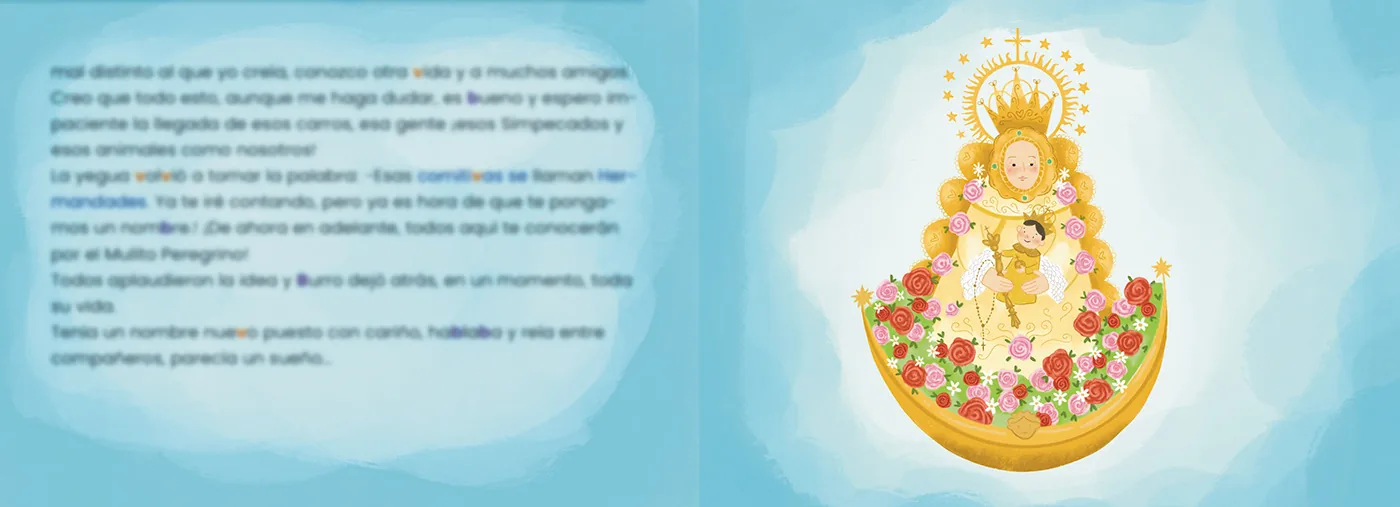 mal distinto al que yo creía, conozco otra vida y a muchos amigos.
Creo que todo esto, aunque me haga dudar, es bueno y espero im-
paciente la llegada de esos carros, esa gente ¡esos Simpecados y
esos animales como nosotros!
La yegua volvió a tomar la palabra: -Esas comitivas se llaman Her-
mandades. Ya te iré contando, pero ya es hora de que te ponga-
mos un nombre! ¡De ahora en adelante, todos aquí te conocerán
por el Mulito Peregrino!
Todos aplaudieron la idea y Burro dejó atrás, en un momento, toda
su vida.
Tenía un nombre nuevo puesto con cariño, hablaba y reía entre
compañeros, parecía un sueño...